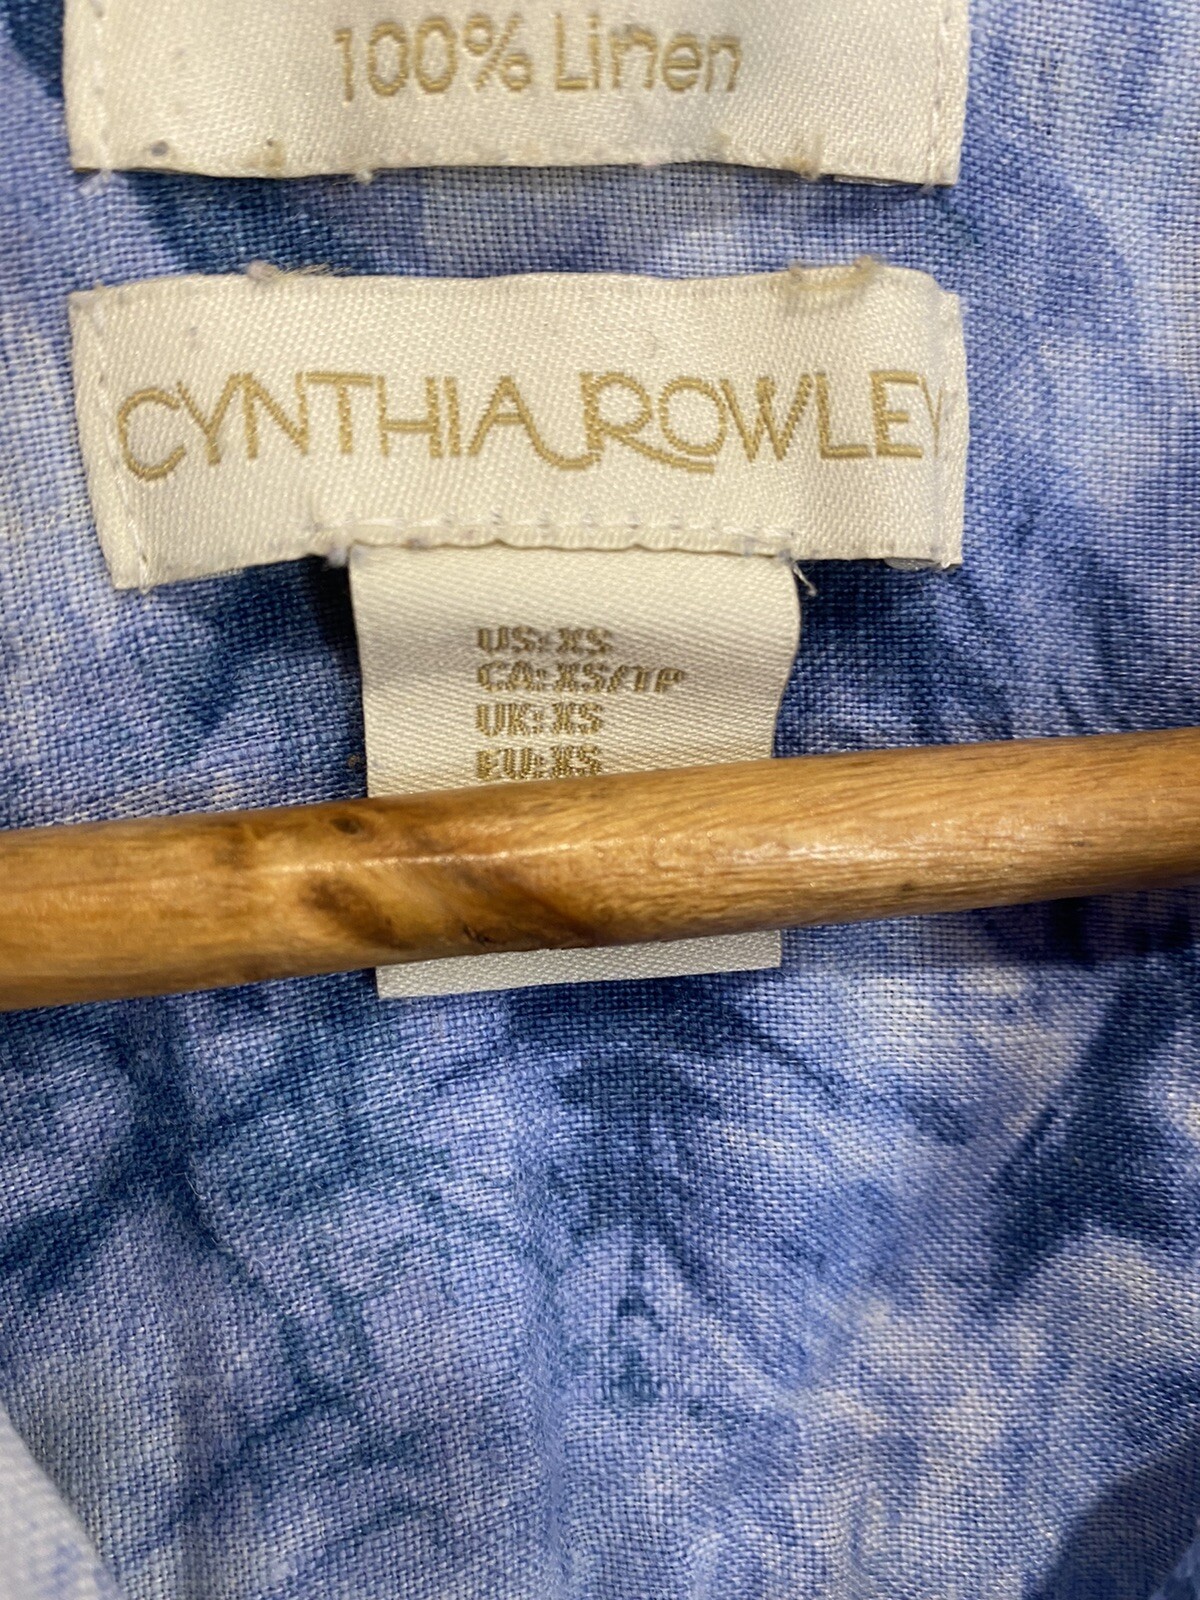 100% Linen
CYNTHIA ROWLEY
US: XS
CA: XS/TP
UK: XS
EU: XS